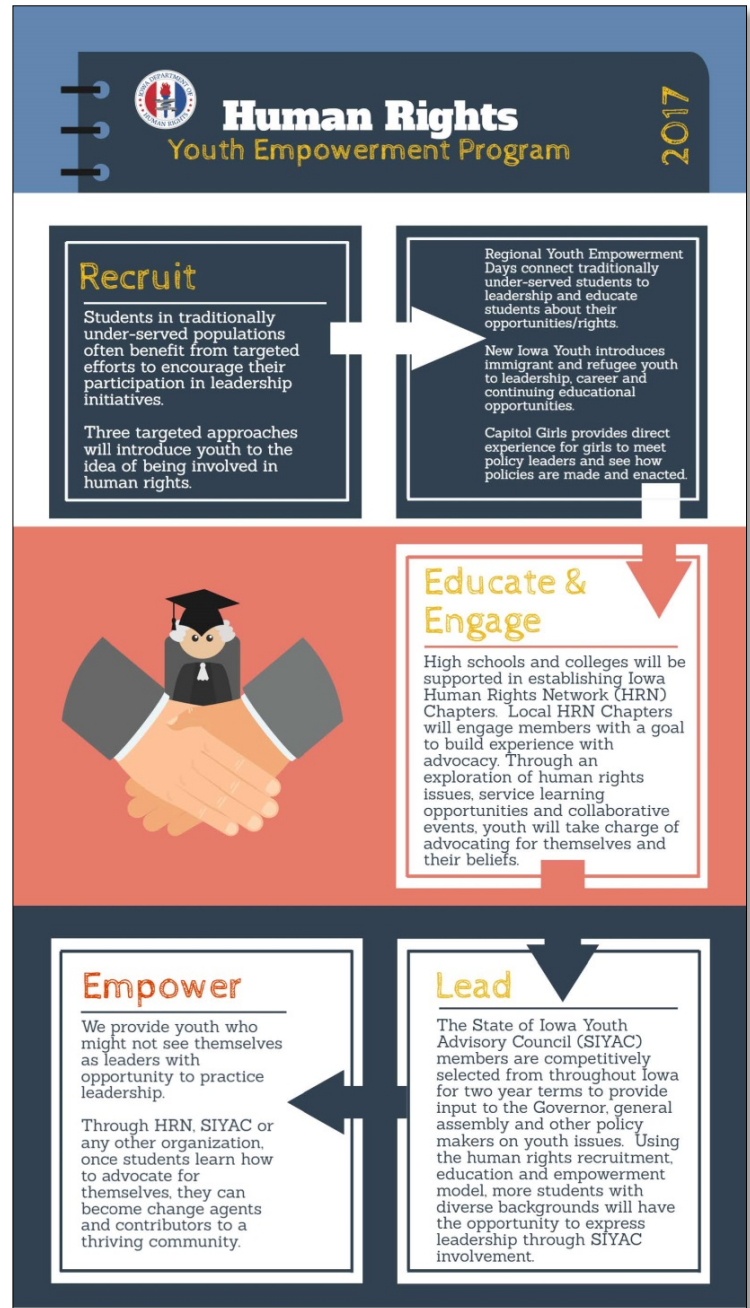 IOWA DEPARTMENT OF
HUMAN RIGHTS
Human Rights
Youth Empowerment Program
2017
Recruit
Students in traditionally
under-served populations
often benefit from targeted
efforts to encourage their
participation in leadership
initiatives.
Three targeted approaches
will introduce youth to the
idea of being involved in
human rights.
Regional Youth Empowerment
Days connect traditionally
under-served students to
leadership and educate
students about their
opportunities/rights.
New Iowa Youth introduces
immigrant and refugee youth
to leadership, career and
continuing educational
opportunities.
Capitol Girls provides direct
experience for girls to meet
policy leaders and see how
policies are made and enacted.
Educate &
Engage
High schools and colleges will be
supported in establishing Iowa
Human Rights Network (HRN)
Chapters. Local HRN Chapters
will engage members with a goal
to build experience with
advocacy. Through an
exploration of human rights
issues, service learning
opportunities and collaborative
events, youth will take charge of
advocating for themselves and
their beliefs.
Lead
The State of Iowa Youth
Advisory Council (SIYAC)
members are competitively
selected from throughout Iowa
for two year terms to provide
input to the Governor, general
assembly and other policy
makers on youth issues. Using
the human rights recruitment,
education and empowerment
model, more students with
diverse backgrounds will have
the opportunity to express
leadership through SIYAC
involvement.
Empower
We provide youth who
might not see themselves
as leaders with
opportunity to practice
leadership.
Through HRN, SIYAC or
any other organization,
once students learn how
to advocate for
themselves, they can
become change agents
and contributors to a
thriving community.